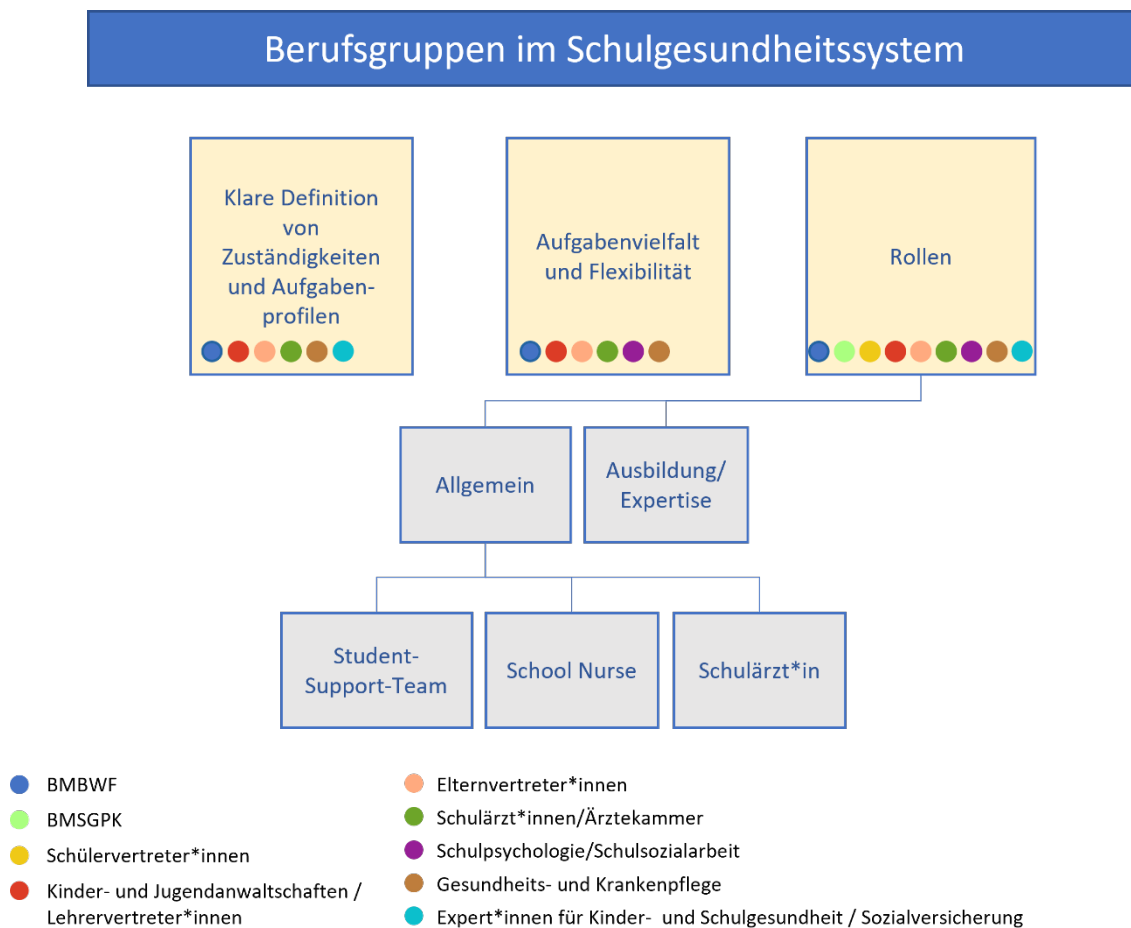 Berufsgruppen im Schulgesundheitssystem
Klare Definition
von
Zuständigkeiten
und Aufgaben-
profilen
Aufgabenvielfalt
und Flexibilität
Rollen
Allgemein
Ausbildung/
Expertise
Student-
Support-Team
School Nurse
Schulärzt*in
BMBWF
BMSGPK
Schülervertreter*innen
Kinder- und Jugendanwaltschaften /
Lehrervertreter*innen
Elternvertreter*innen
Schulärzt*innen/Ärztekammer
Schulpsychologie/Schulsozialarbeit
Gesundheits- und Krankenpflege
Expert*innen für Kinder- und Schulgesundheit / Sozialversicherung